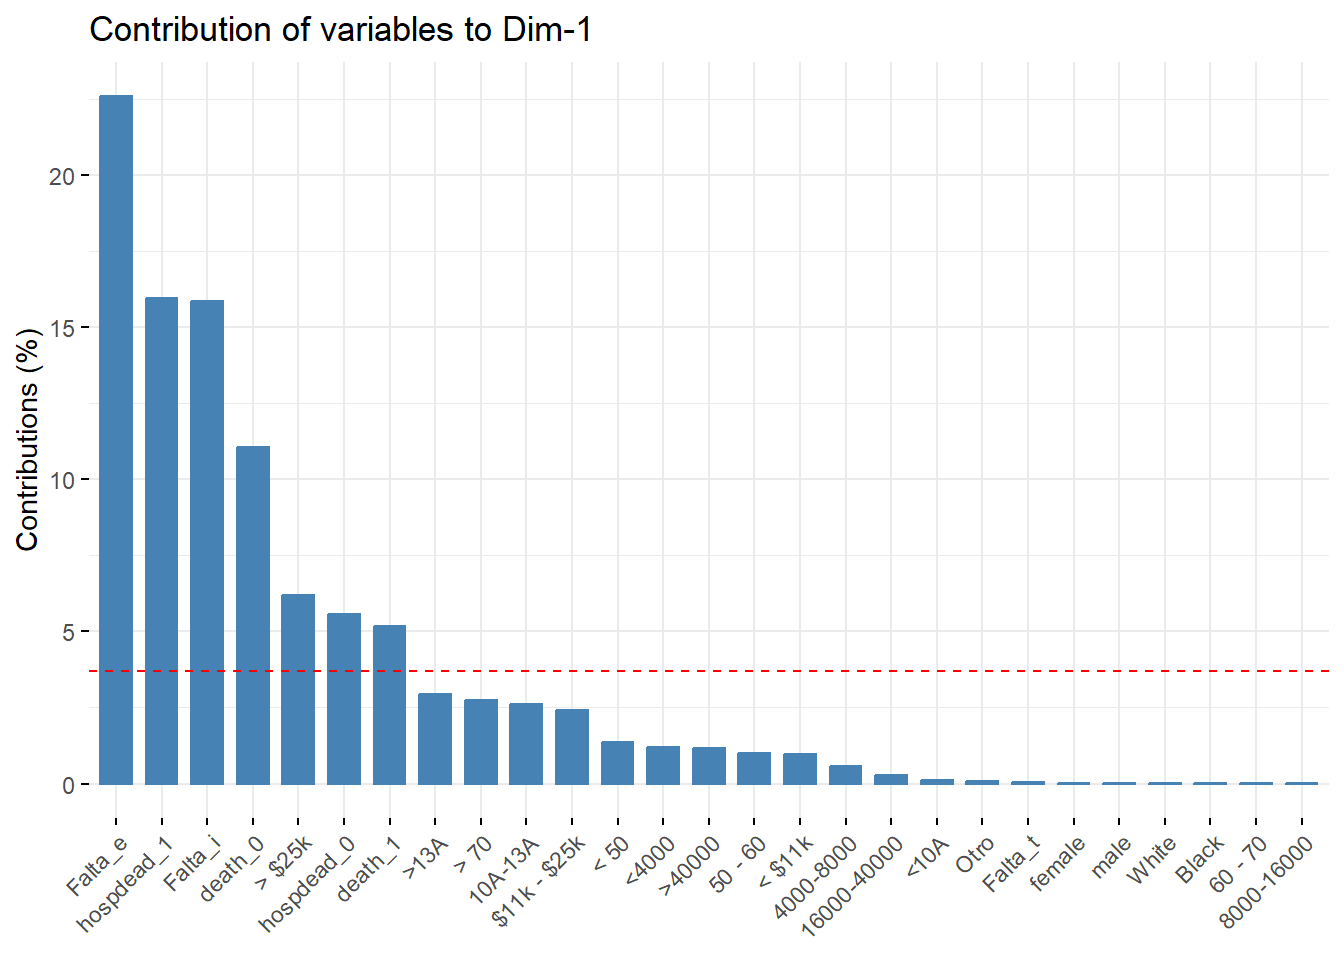 Contribution of variables to Dim-1
Contributions (%)
20
15
10
5
0
Falta_e
hospdead_1
Falta_i
death_0
> $25k
hospdead_0
death_1
>13A
> 70
10A-13A
$11k - $25k
< 50
<4000
>40000
50 - 60
< $11k
4000-8000
16000-40000
<10A
Otro
Falta_t
female
male
White
Black
60 - 70
8000-16000